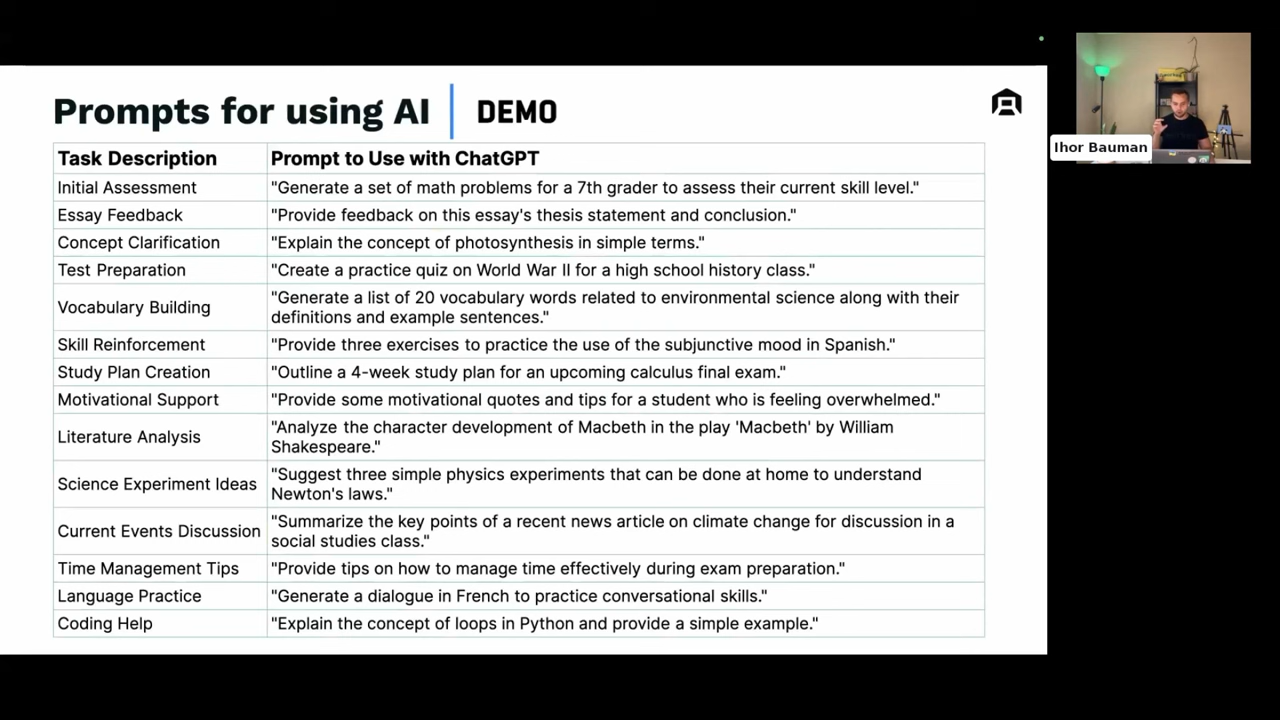 Prompts for using AI | DEMO
Task Description Prompt to Use with ChatGPT
Initial Assessment "Generate a set of math problems for a 7th grader to assess their current skill level."
Essay Feedback "Provide feedback on this essay's thesis statement and conclusion."
Concept Clarification "Explain the concept of photosynthesis in simple terms."
Test Preparation "Create a practice quiz on World War II for a high school history class."
Vocabulary Building "Generate a list of 20 vocabulary words related to environmental science along with their
definitions and example sentences."
Skill Reinforcement "Provide three exercises to practice the use of the subjunctive mood in Spanish."
Study Plan Creation "Outline a 4-week study plan for an upcoming calculus final exam."
Motivational Support "Provide some motivational quotes and tips for a student who is feeling overwhelmed."
Literature Analysis "Analyze the character development of Macbeth in the play 'Macbeth' by William
Shakespeare."
Science Experiment Ideas "Suggest three simple physics experiments that can be done at home to understand
Newton's laws."
Current Events Discussion "Summarize the key points of a recent news article on climate change for discussion in a
social studies class."
Time Management Tips "Provide tips on how to manage time effectively during exam preparation."
Language Practice "Generate a dialogue in French to practice conversational skills."
Coding Help "Explain the concept of loops in Python and provide a simple example."
Ihor Bauman